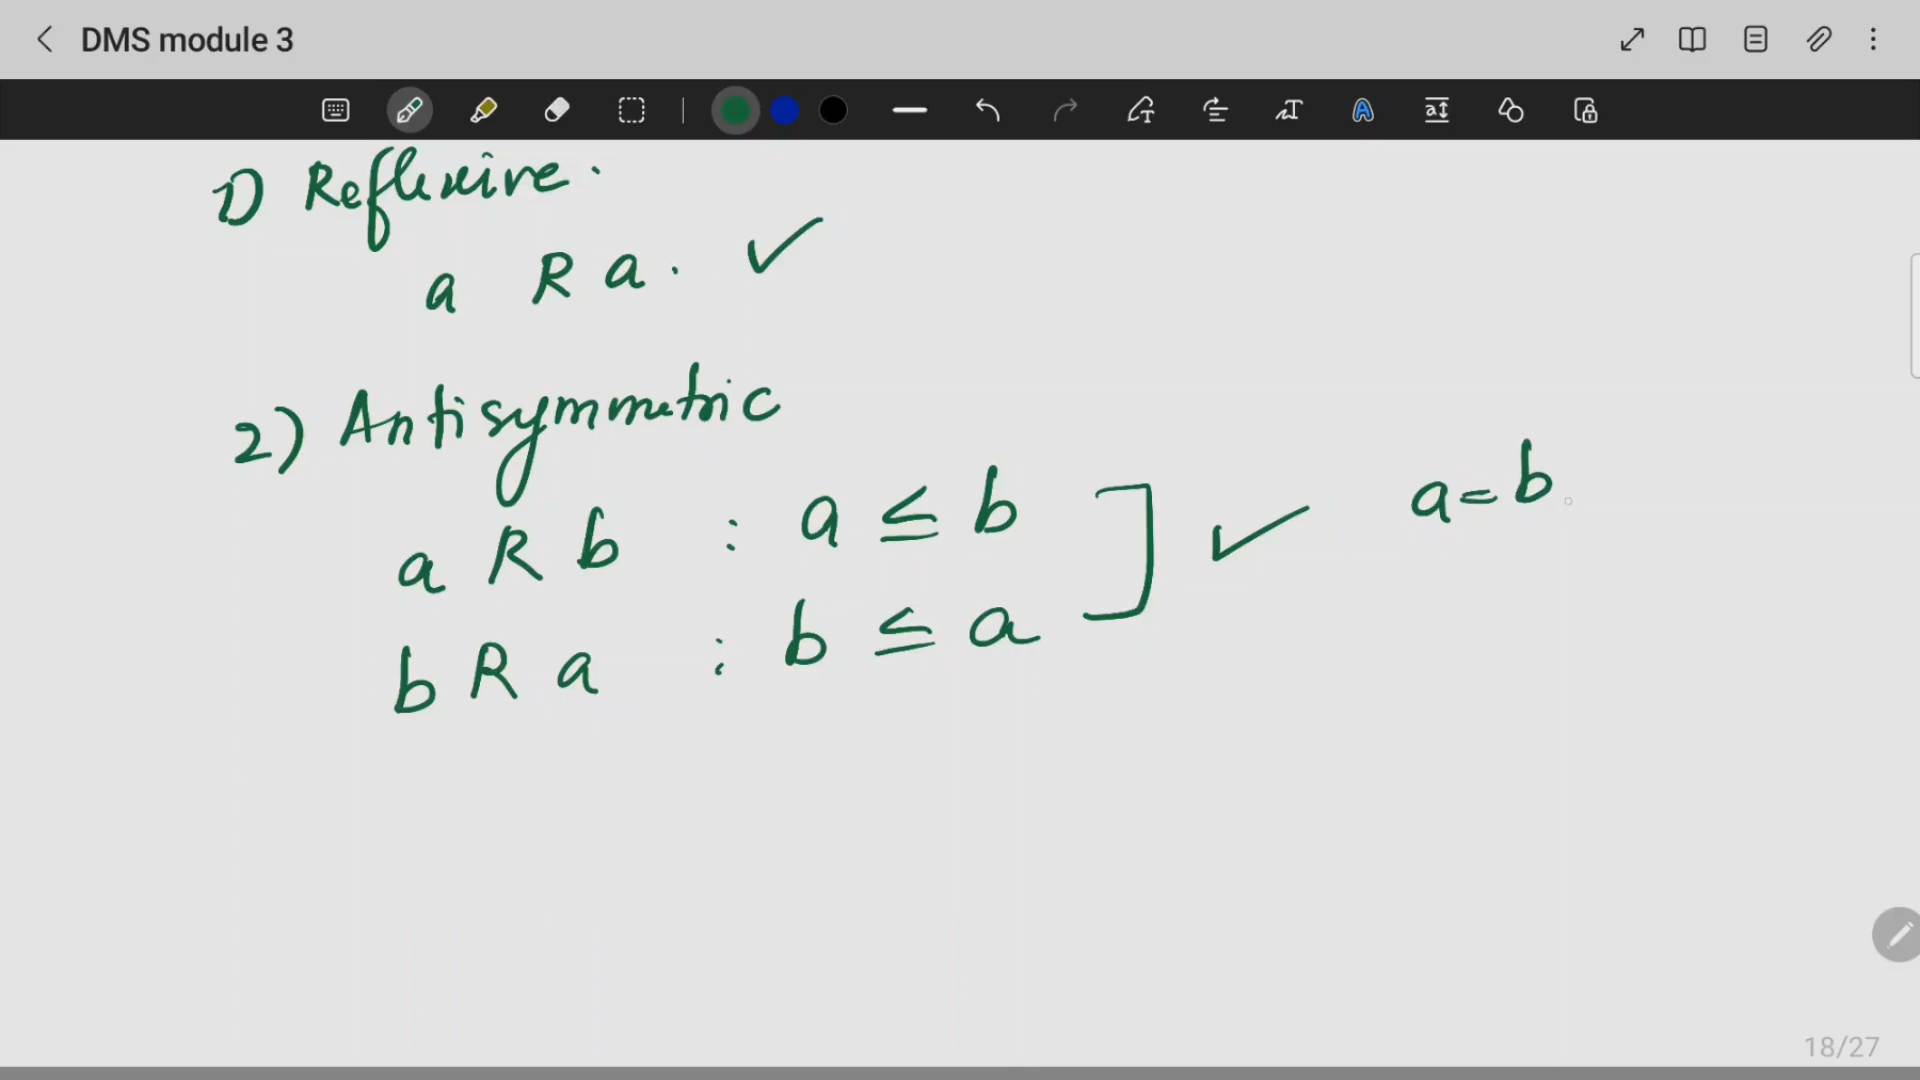 DMS module 3
1) Reflexive.
a R a. ✓
2) Antisymmetric
a R b : a ≤ b
b R a : b ≤ a
✓ a=b.
18/27